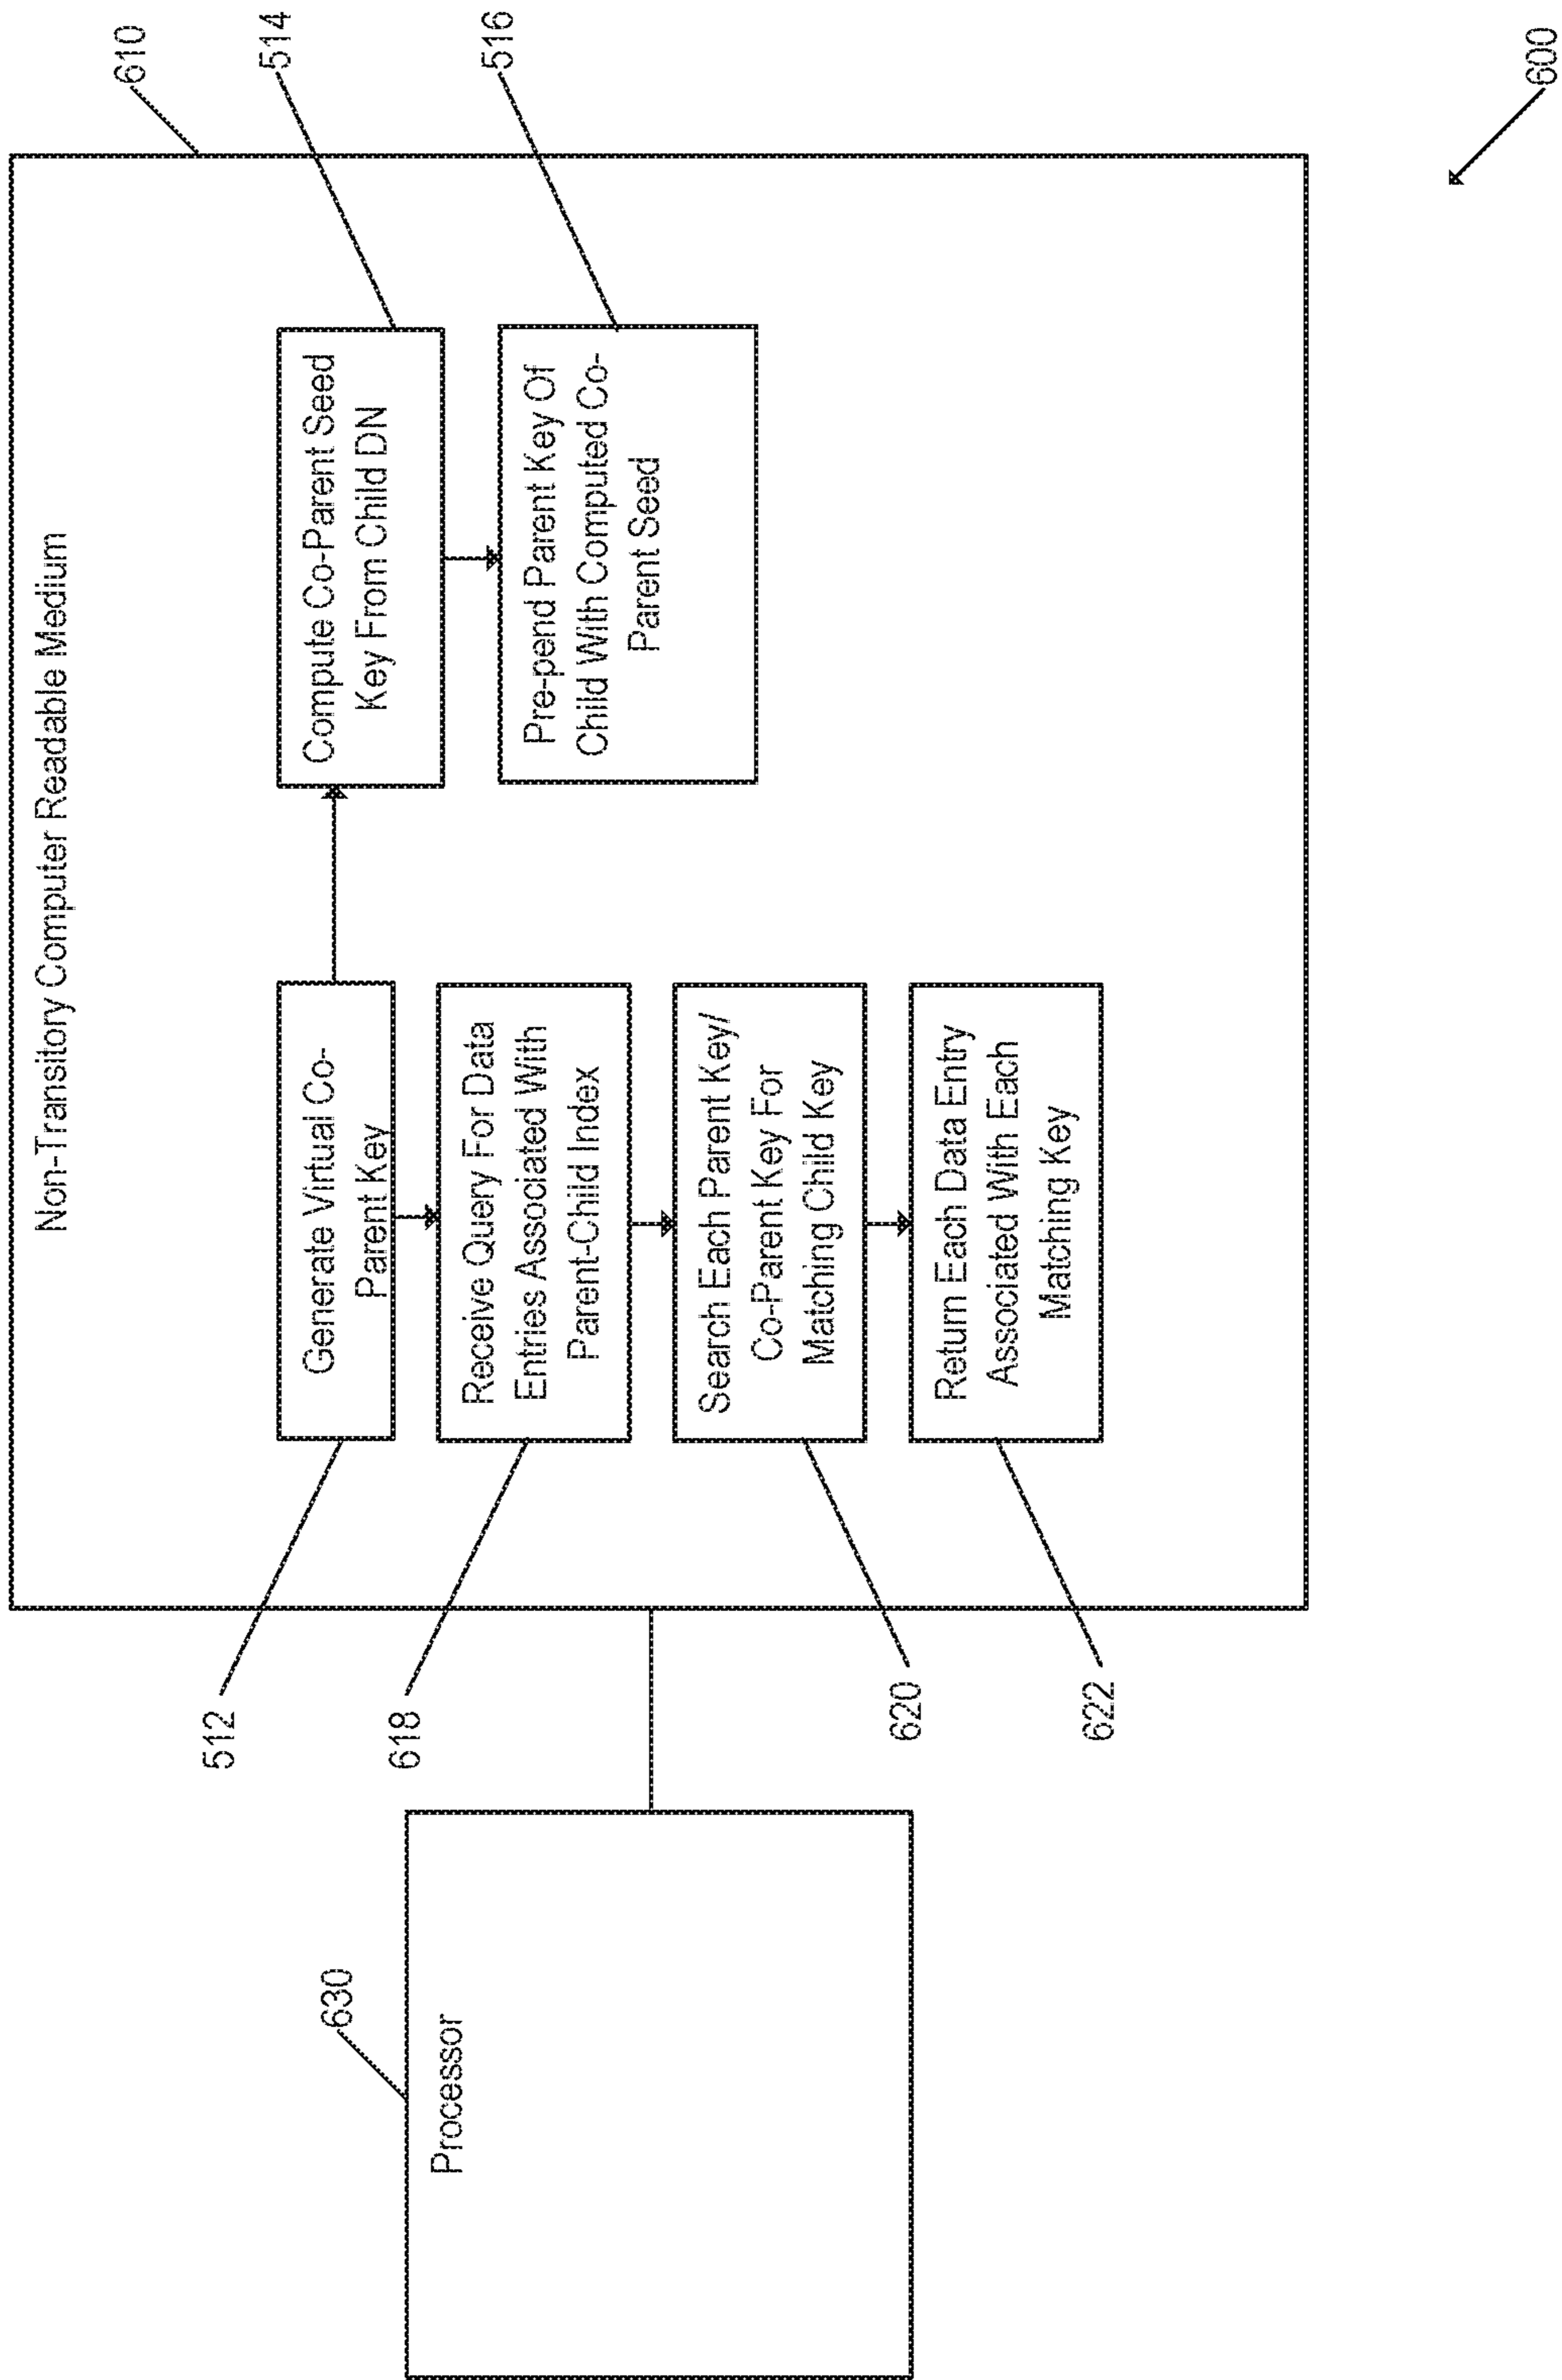 630
Processor
Non-Transitory Computer Readable Medium
610
512
Generate Virtual Co-
Parent Key
618
Receive Query For Data
Entries Associated With
Parent-Child Index
620
Search Each Parent Key/
Co-Parent Key For
Matching Child Key
622
Return Each Data Entry
Associated With Each
Matching Key
Compute Co-Parent Seed
Key From Child DN
514
Pre-pend Parent Key Of
Child With Computed Co-
Parent Seed
516
600